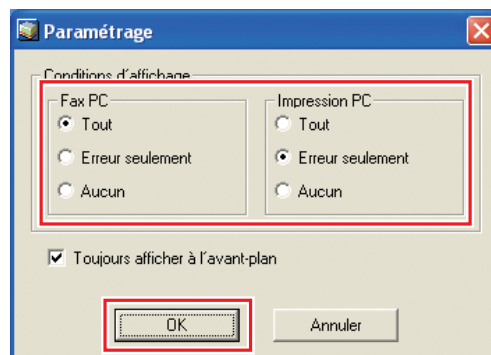 Paramétrage
Conditions d'affichage
Fax PC
Tout
Erreur seulement
Aucun
Impression PC
Tout
Erreur seulement
Aucun
Toujours afficher à l'avant-plan
OK
Annuler